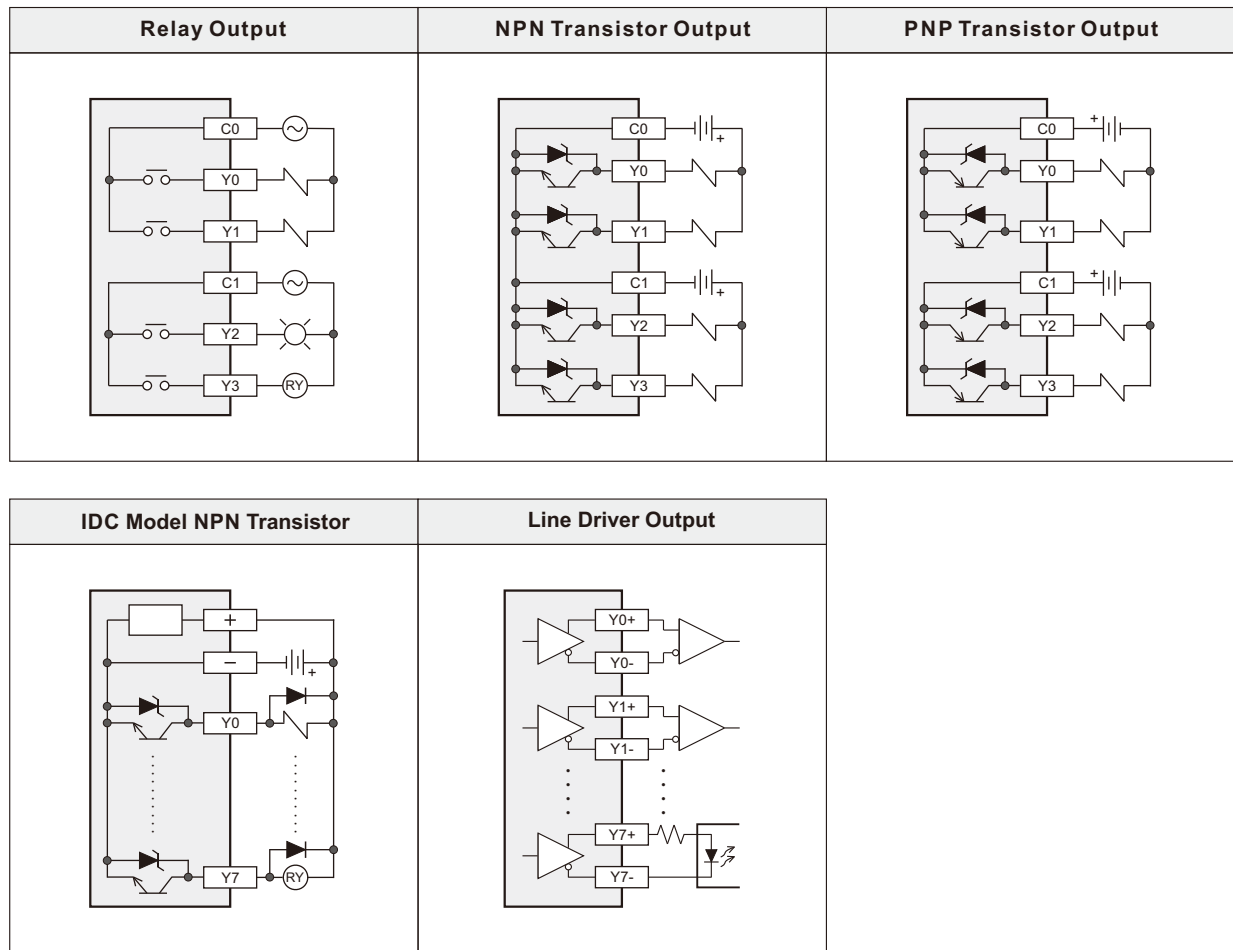 Relay Output
NPN Transistor Output
PNP Transistor Output
C0
Y0
Y1
C1
Y2
Y3
RY
C0
+
Y0
Y1
C1
+
Y2
Y3
+
C0
Y0
Y1
+
C1
Y2
Y3
IDC Model NPN Transistor
Line Driver Output
+
−
+
Y0
Y7
RY
Y0+
Y0-
Y1+
Y1-
Y7+
Y7-